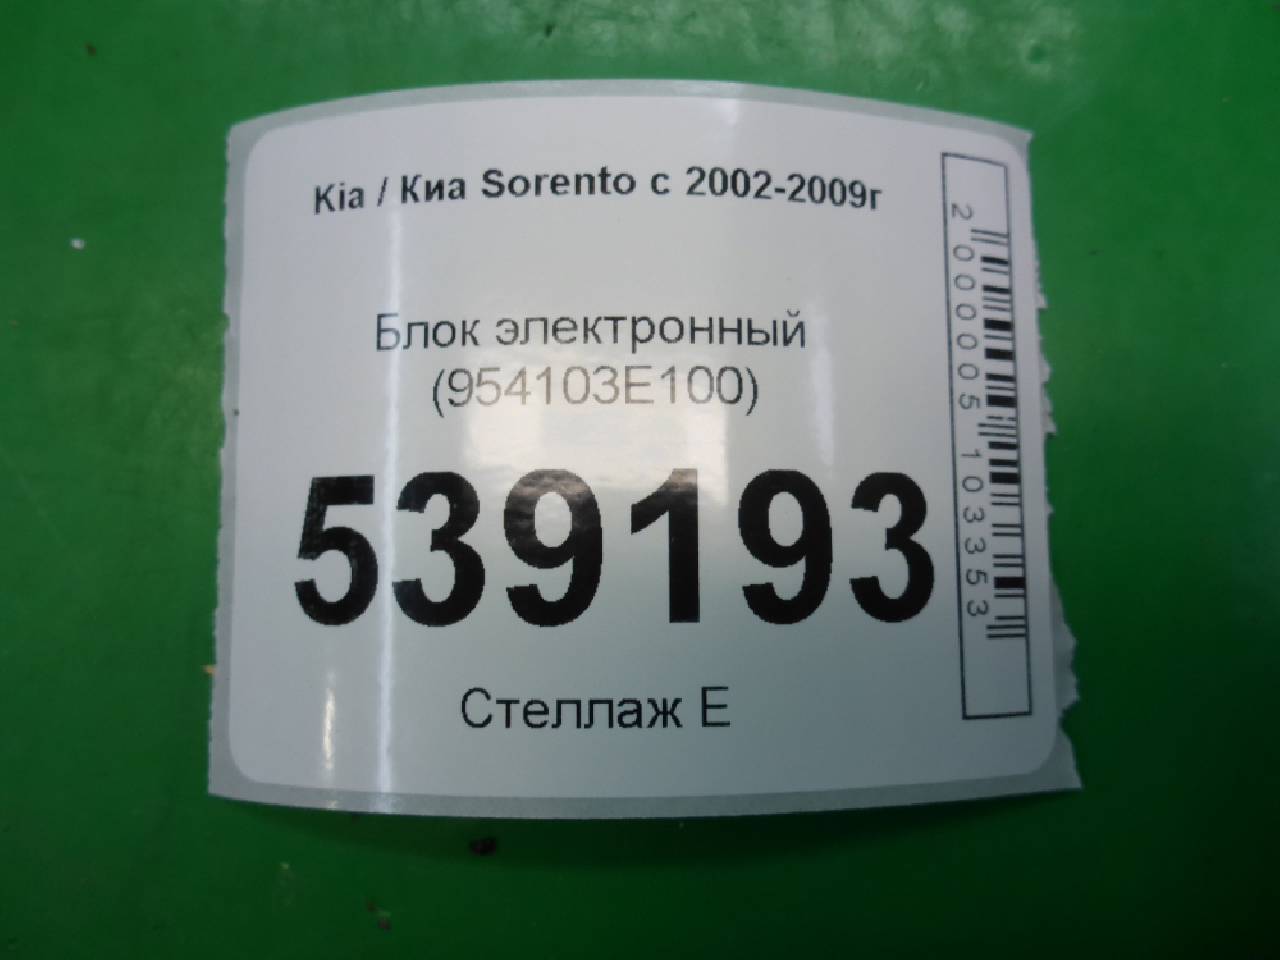 Kia / Киа Sorento с 2002-2009г
Блок электронный
(954103E100)
539193
Стеллаж E
2000005103353